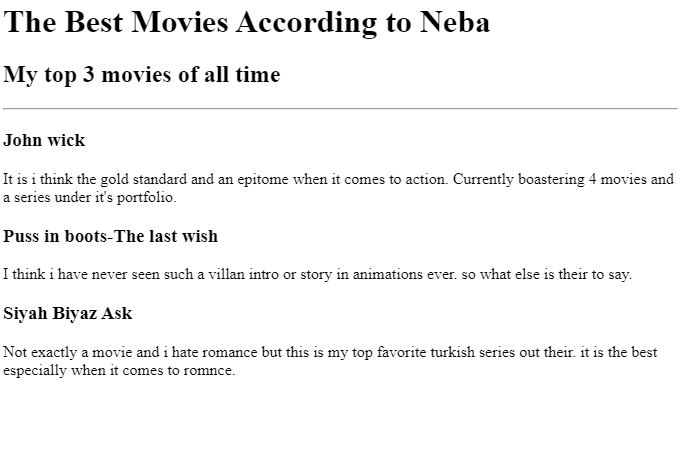 The Best Movies According to Neba
My top 3 movies of all time
John wick
It is i think the gold standard and an epitome when it comes to action. Currently boastering 4 movies and
a series under it's portfolio.
Puss in boots-The last wish
I think i have never seen such a villan intro or story in animations ever. so what else is their to say.
Siyah Biyaz Ask
Not exactly a movie and i hate romance but this is my top favorite turkish series out their. it is the best
especially when it comes to romnce.